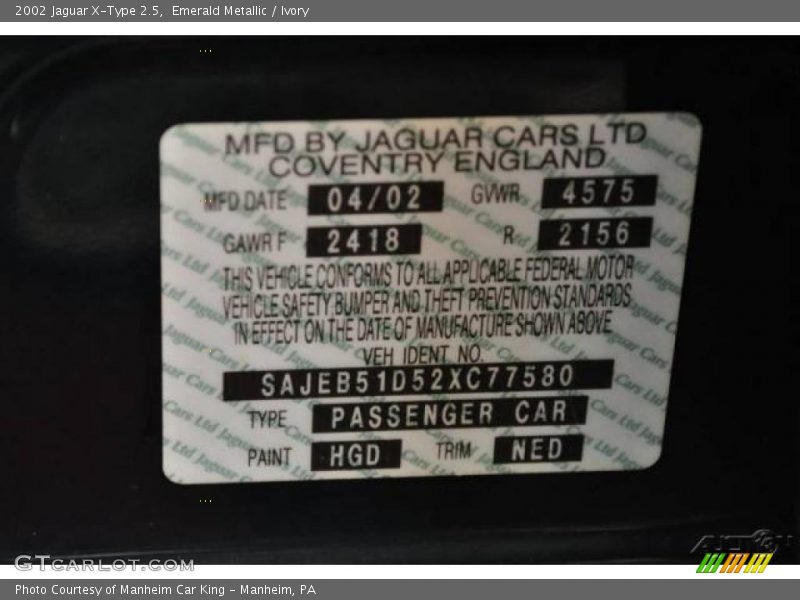 2002 Jaguar X-Type 2.5, Emerald Metallic / Ivory
MFD BY JAGUAR CARS LTD
COVENTRY ENGLAND
MFD DATE 04/02 GVWR 4575
GAWR F 2418 R 2156
THIS VEHICLE CONFORMS TO ALL APPLICABLE FEDERAL MOTOR
VEHICLE SAFETY BUMPER AND THEFT PREVENTION STANDARDS
IN EFFECT ON THE DATE OF MANUFACTURE SHOWN ABOVE
VEH IDENT NO.
SAJEB51D52XC77580
TYPE PASSENGER CAR
PAINT HGD TRIM NED
GTCARLOT.COM
Photo Courtesy of Manheim Car King - Manheim, PA